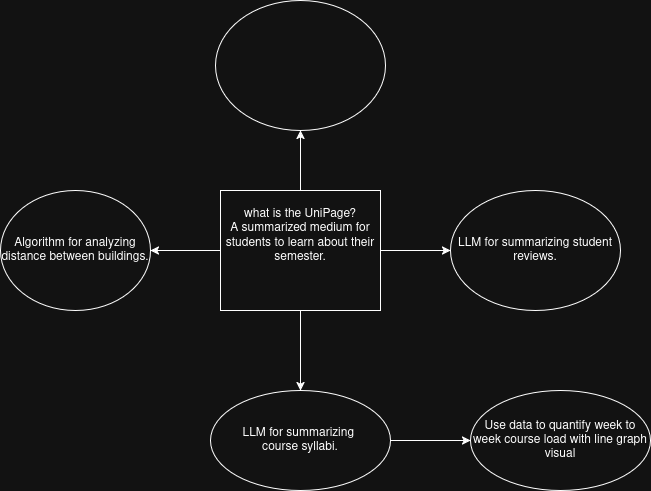 what is the UniPage?
A summarized medium for
students to learn about their
semester.
Algorithm for analyzing
distance between buildings.
LLM for summarizing student
reviews.
LLM for summarizing
course syllabi.
Use data to quantify week to
week course load with line graph
visual